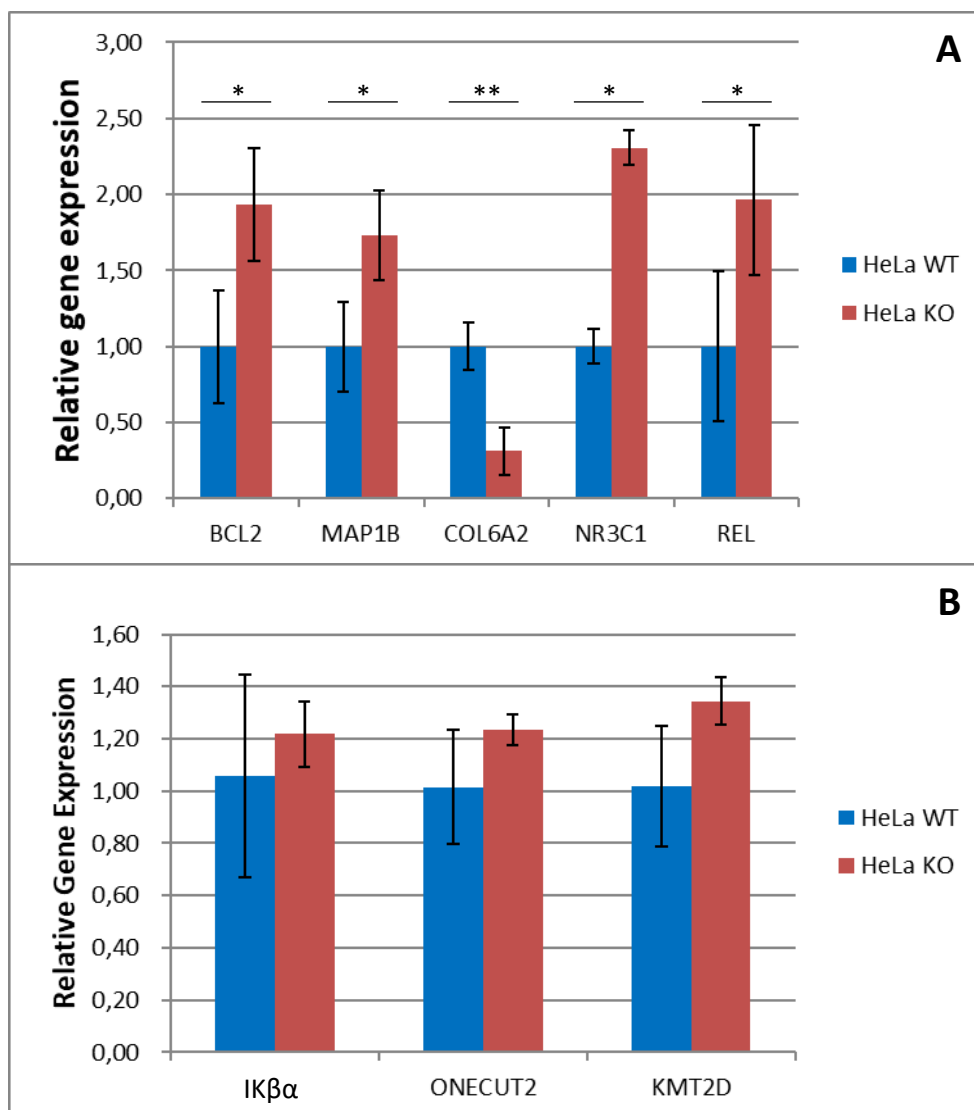 A
3,00
2,50
2,00
1,50
1,00
0,50
0,00
Relative gene expression
* * ** * *
BCL2 MAP1B COL6A2 NR3C1 REL
HeLa WT
HeLa KO
B
1,60
1,40
1,20
1,00
0,80
0,60
0,40
0,20
0,00
Relative Gene Expression
IKβα ONECUT2 KMT2D
HeLa WT
HeLa KO